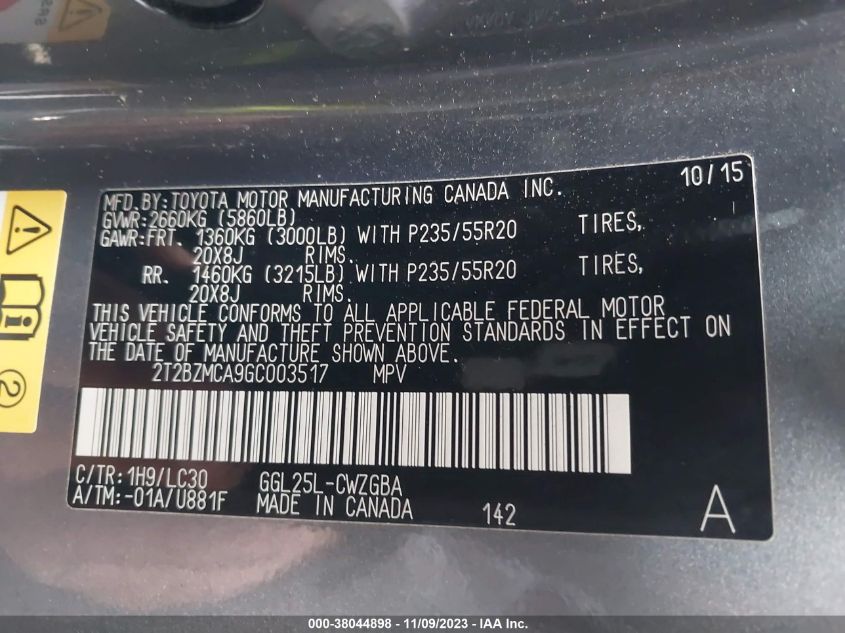 10/15
MFD.BY:TOYOTA MOTOR MANUFACTURING CANADA INC.
GVWR:2660KG (5860LB)
GAWR:FRT. 1360KG (3000LB) WITH P235/55R20 TIRES,
20X8J RIMS.
RR. 1460KG (3215LB) WITH P235/55R20 TIRES,
20X8J RIMS.
THIS VEHICLE CONFORMS TO ALL APPLICABLE FEDERAL MOTOR
VEHICLE SAFETY AND THEFT PREVENTION STANDARDS IN EFFECT ON
THE DATE OF MANUFACTURE SHOWN ABOVE.
2T2BZMCA9GC003517 MPV
C/TR:1H9/LC30 GGL25L-CWZGBA
A/TM:-01A/U881F MADE IN CANADA 142 A
2
000-38044898 - 11/09/2023 - IAA Inc.